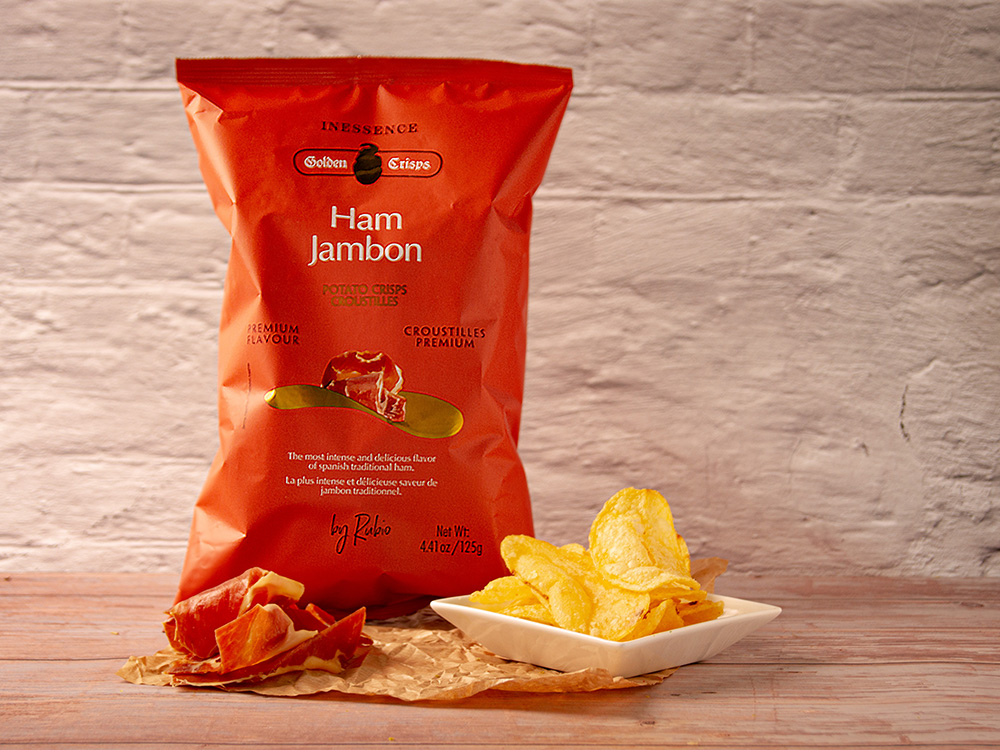 INESSENCE
Golden Crisps
Ham
Jambon
POTATO CRISPS
CROUSTILLES
PREMIUM
FLAVOUR
CROUSTILLES
PREMIUM
The most intense and delicious flavor
of spanish traditional ham.
La plus intense et délicieuse saveur de
jambon traditionnel.
by Rubio
Net Wt:
4.41oz/125g